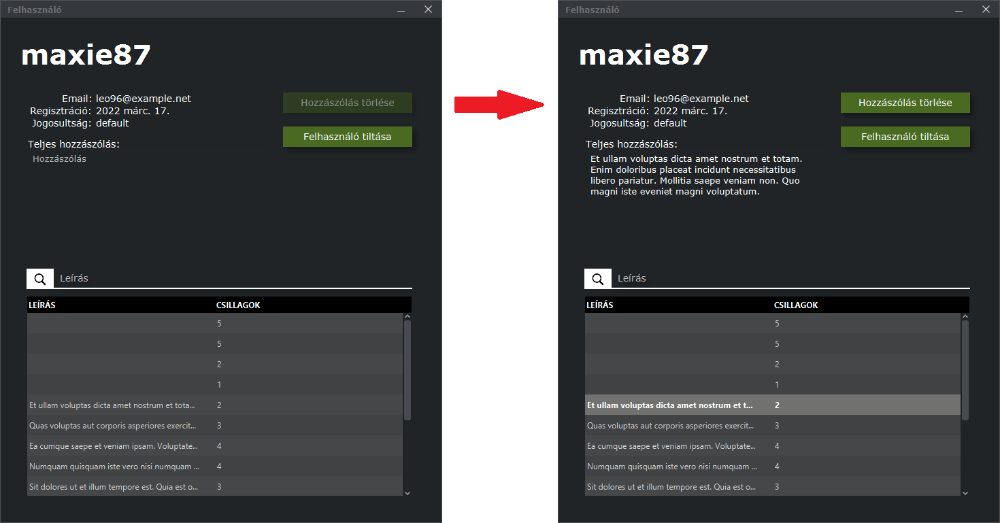 Felhasználó
maxie87
Email: leo96@example.net
Regisztráció: 2022 márc. 17.
Jogosultság: default
Hozzászólás törlése
Felhasználó tiltása
Teljes hozzászólás:
Hozzászólás
Leírás
LEÍRÁS CSILLAGOK
5
5
2
1
Et ullam voluptas dicta amet nostrum et tota... 2
Quas voluptas aut corporis asperiores exercit... 3
Ea cumque saepe et veniam ipsam. Voluptate... 4
Numquam quisquam iste vero nisi numquam ... 4
Sit dolores ut et illum tempore est. Quia est o... 3
Felhasználó
maxie87
Email: leo96@example.net
Regisztráció: 2022 márc. 17.
Jogosultság: default
Hozzászólás törlése
Felhasználó tiltása
Teljes hozzászólás:
Et ullam voluptas dicta amet nostrum et totam.
Enim doloribus placeat incidunt necessitatibus
libero pariatur. Mollitia saepe veniam non. Quo
magni iste eveniet magni voluptatum.
Leírás
LEÍRÁS CSILLAGOK
5
5
2
1
Et ullam voluptas dicta amet nostrum et t... 2
Quas voluptas aut corporis asperiores exercit... 3
Ea cumque saepe et veniam ipsam. Voluptate... 4
Numquam quisquam iste vero nisi numquam ... 4
Sit dolores ut et illum tempore est. Quia est o... 3